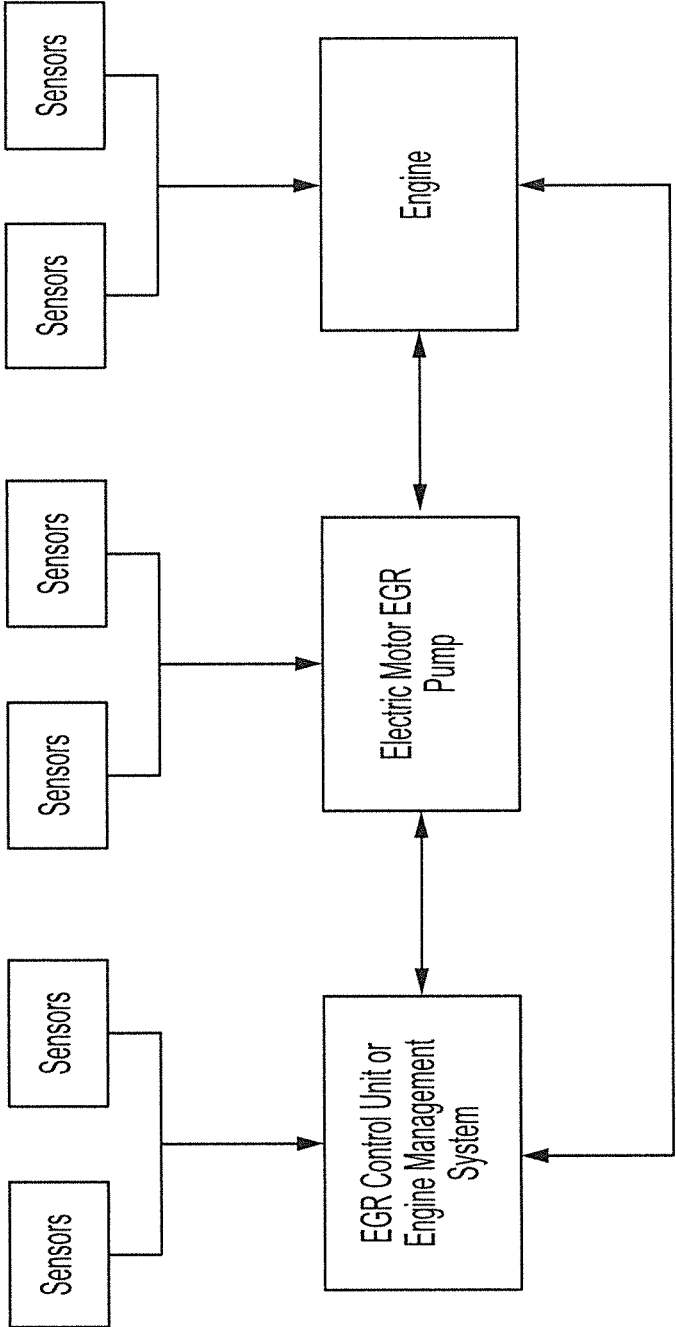 Sensors
Sensors
Sensors
Sensors
Sensors
Sensors
EGR Control Unit or
Engine Management
System
Electric Motor EGR
Pump
Engine